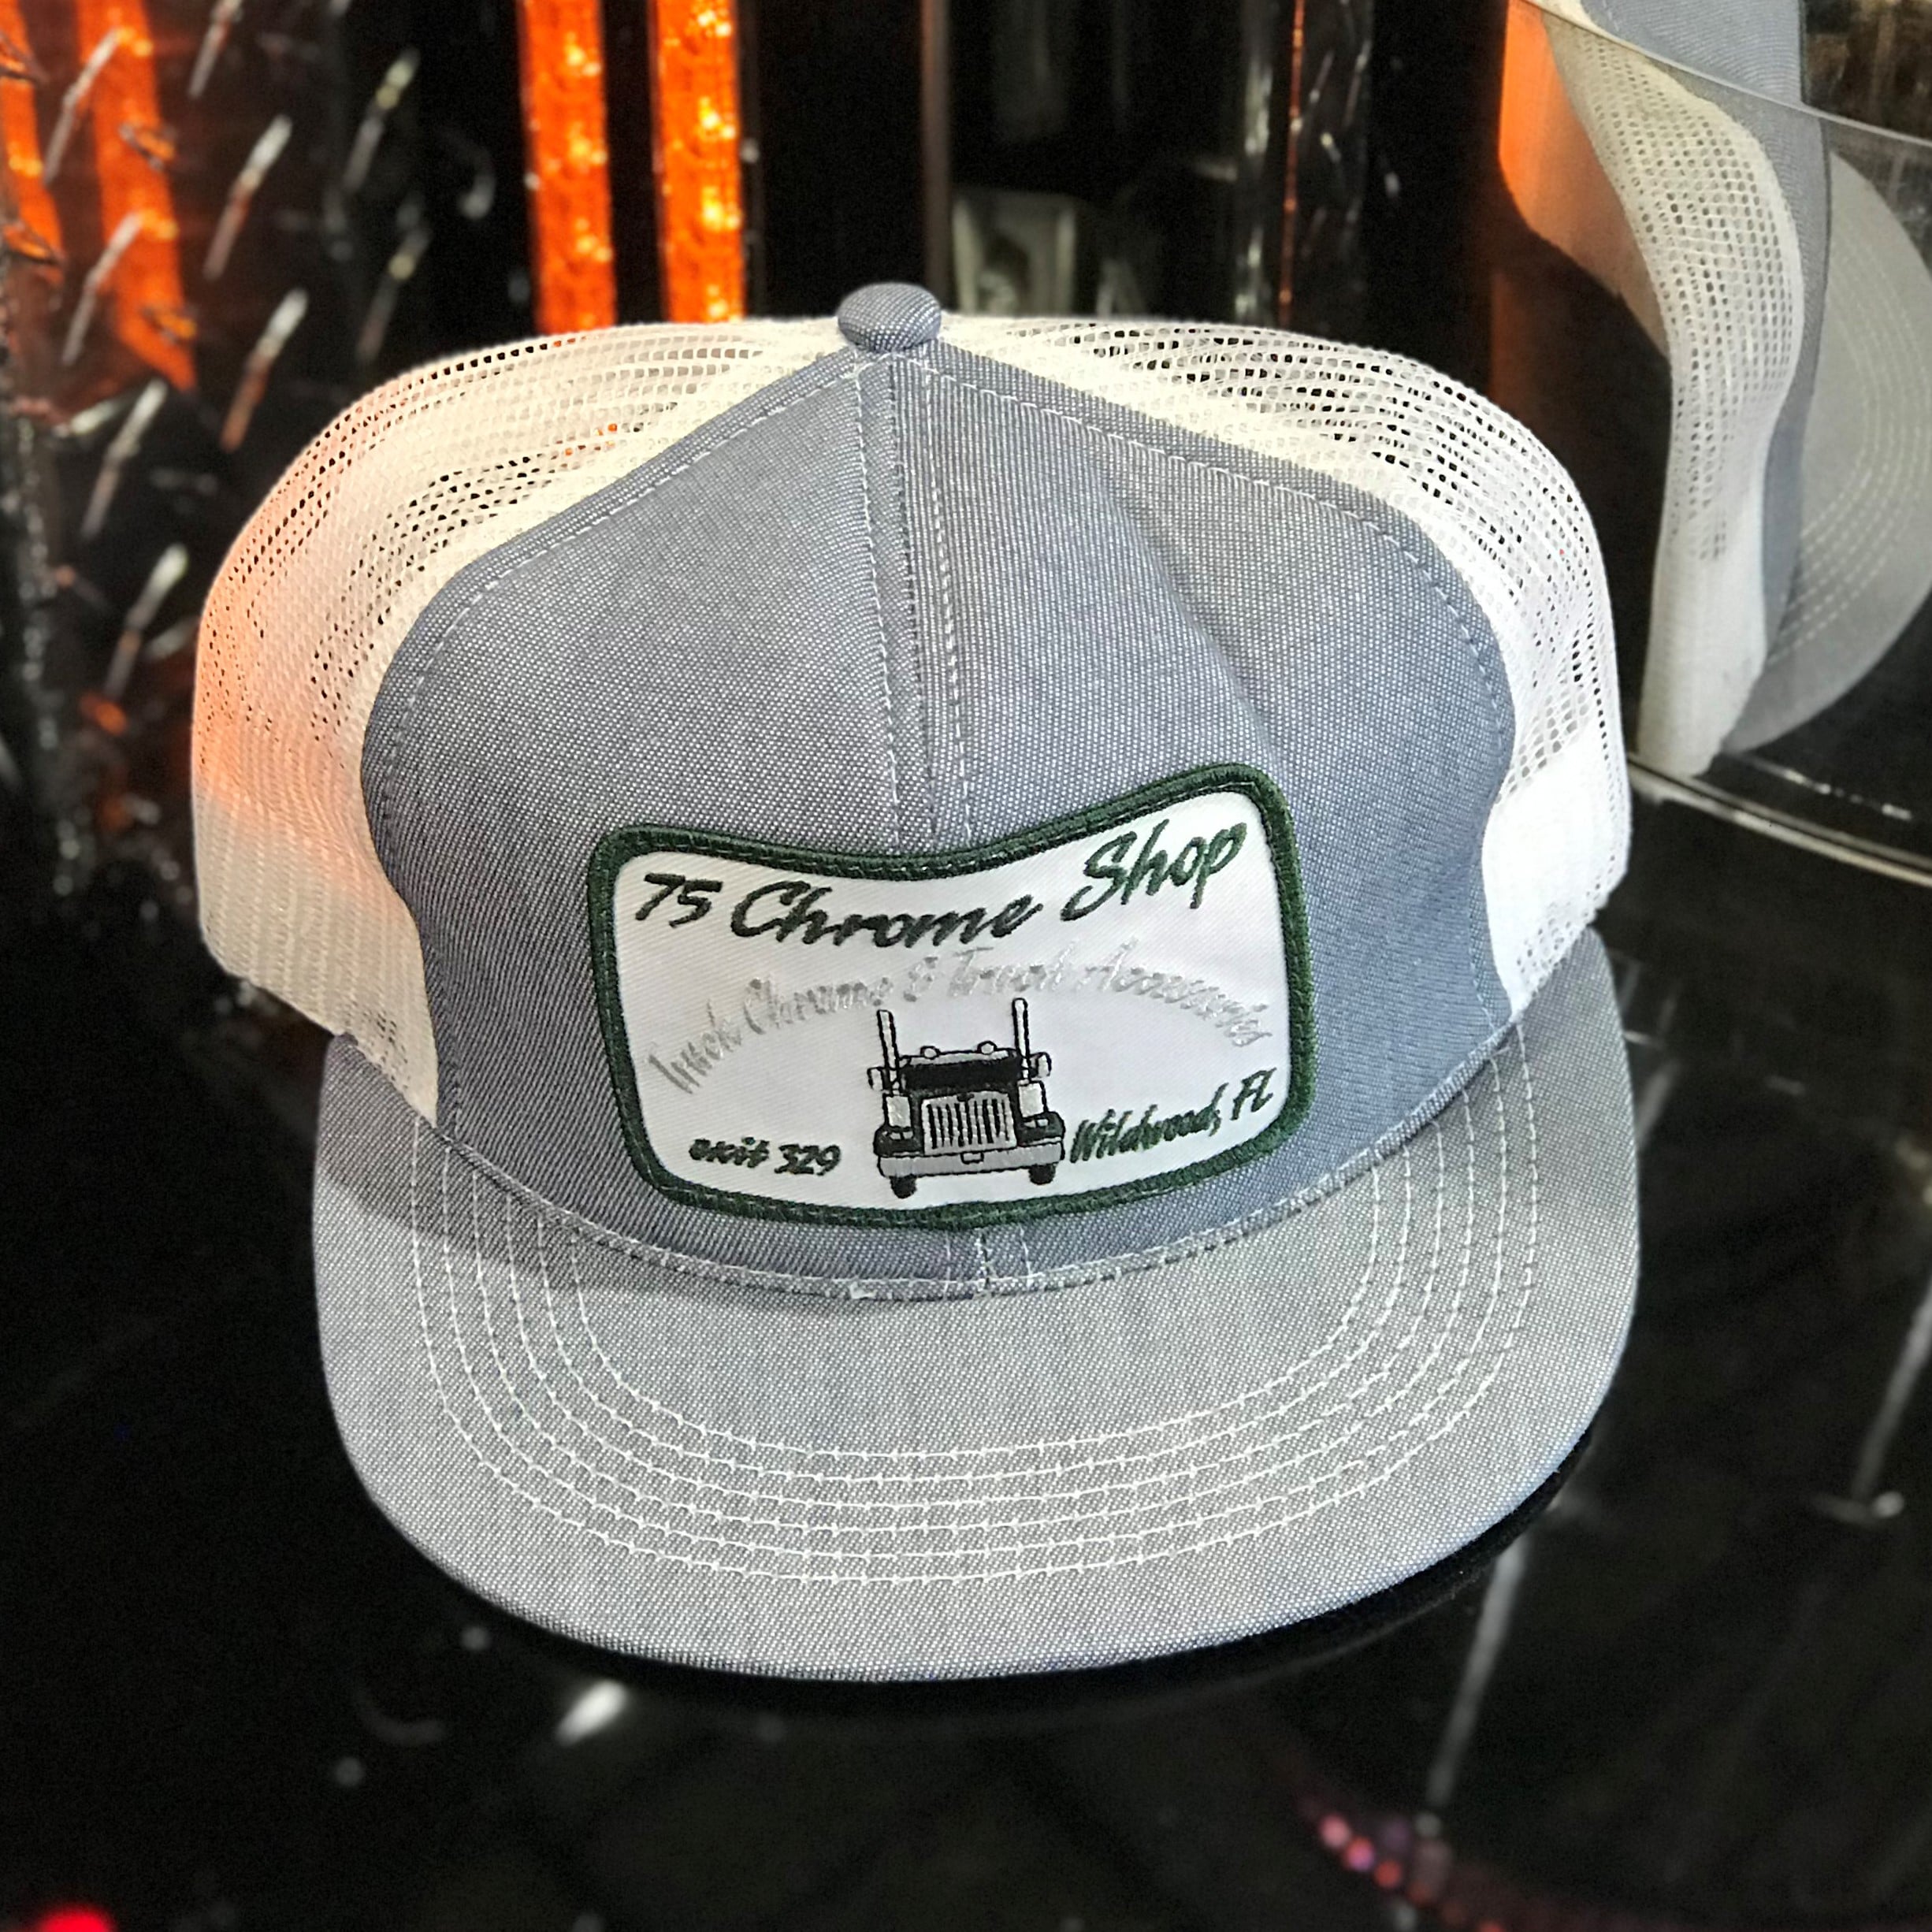 75 Chrome Shop
Truck Chrome & Truck Accessories
exit 329
Wildwood, FL